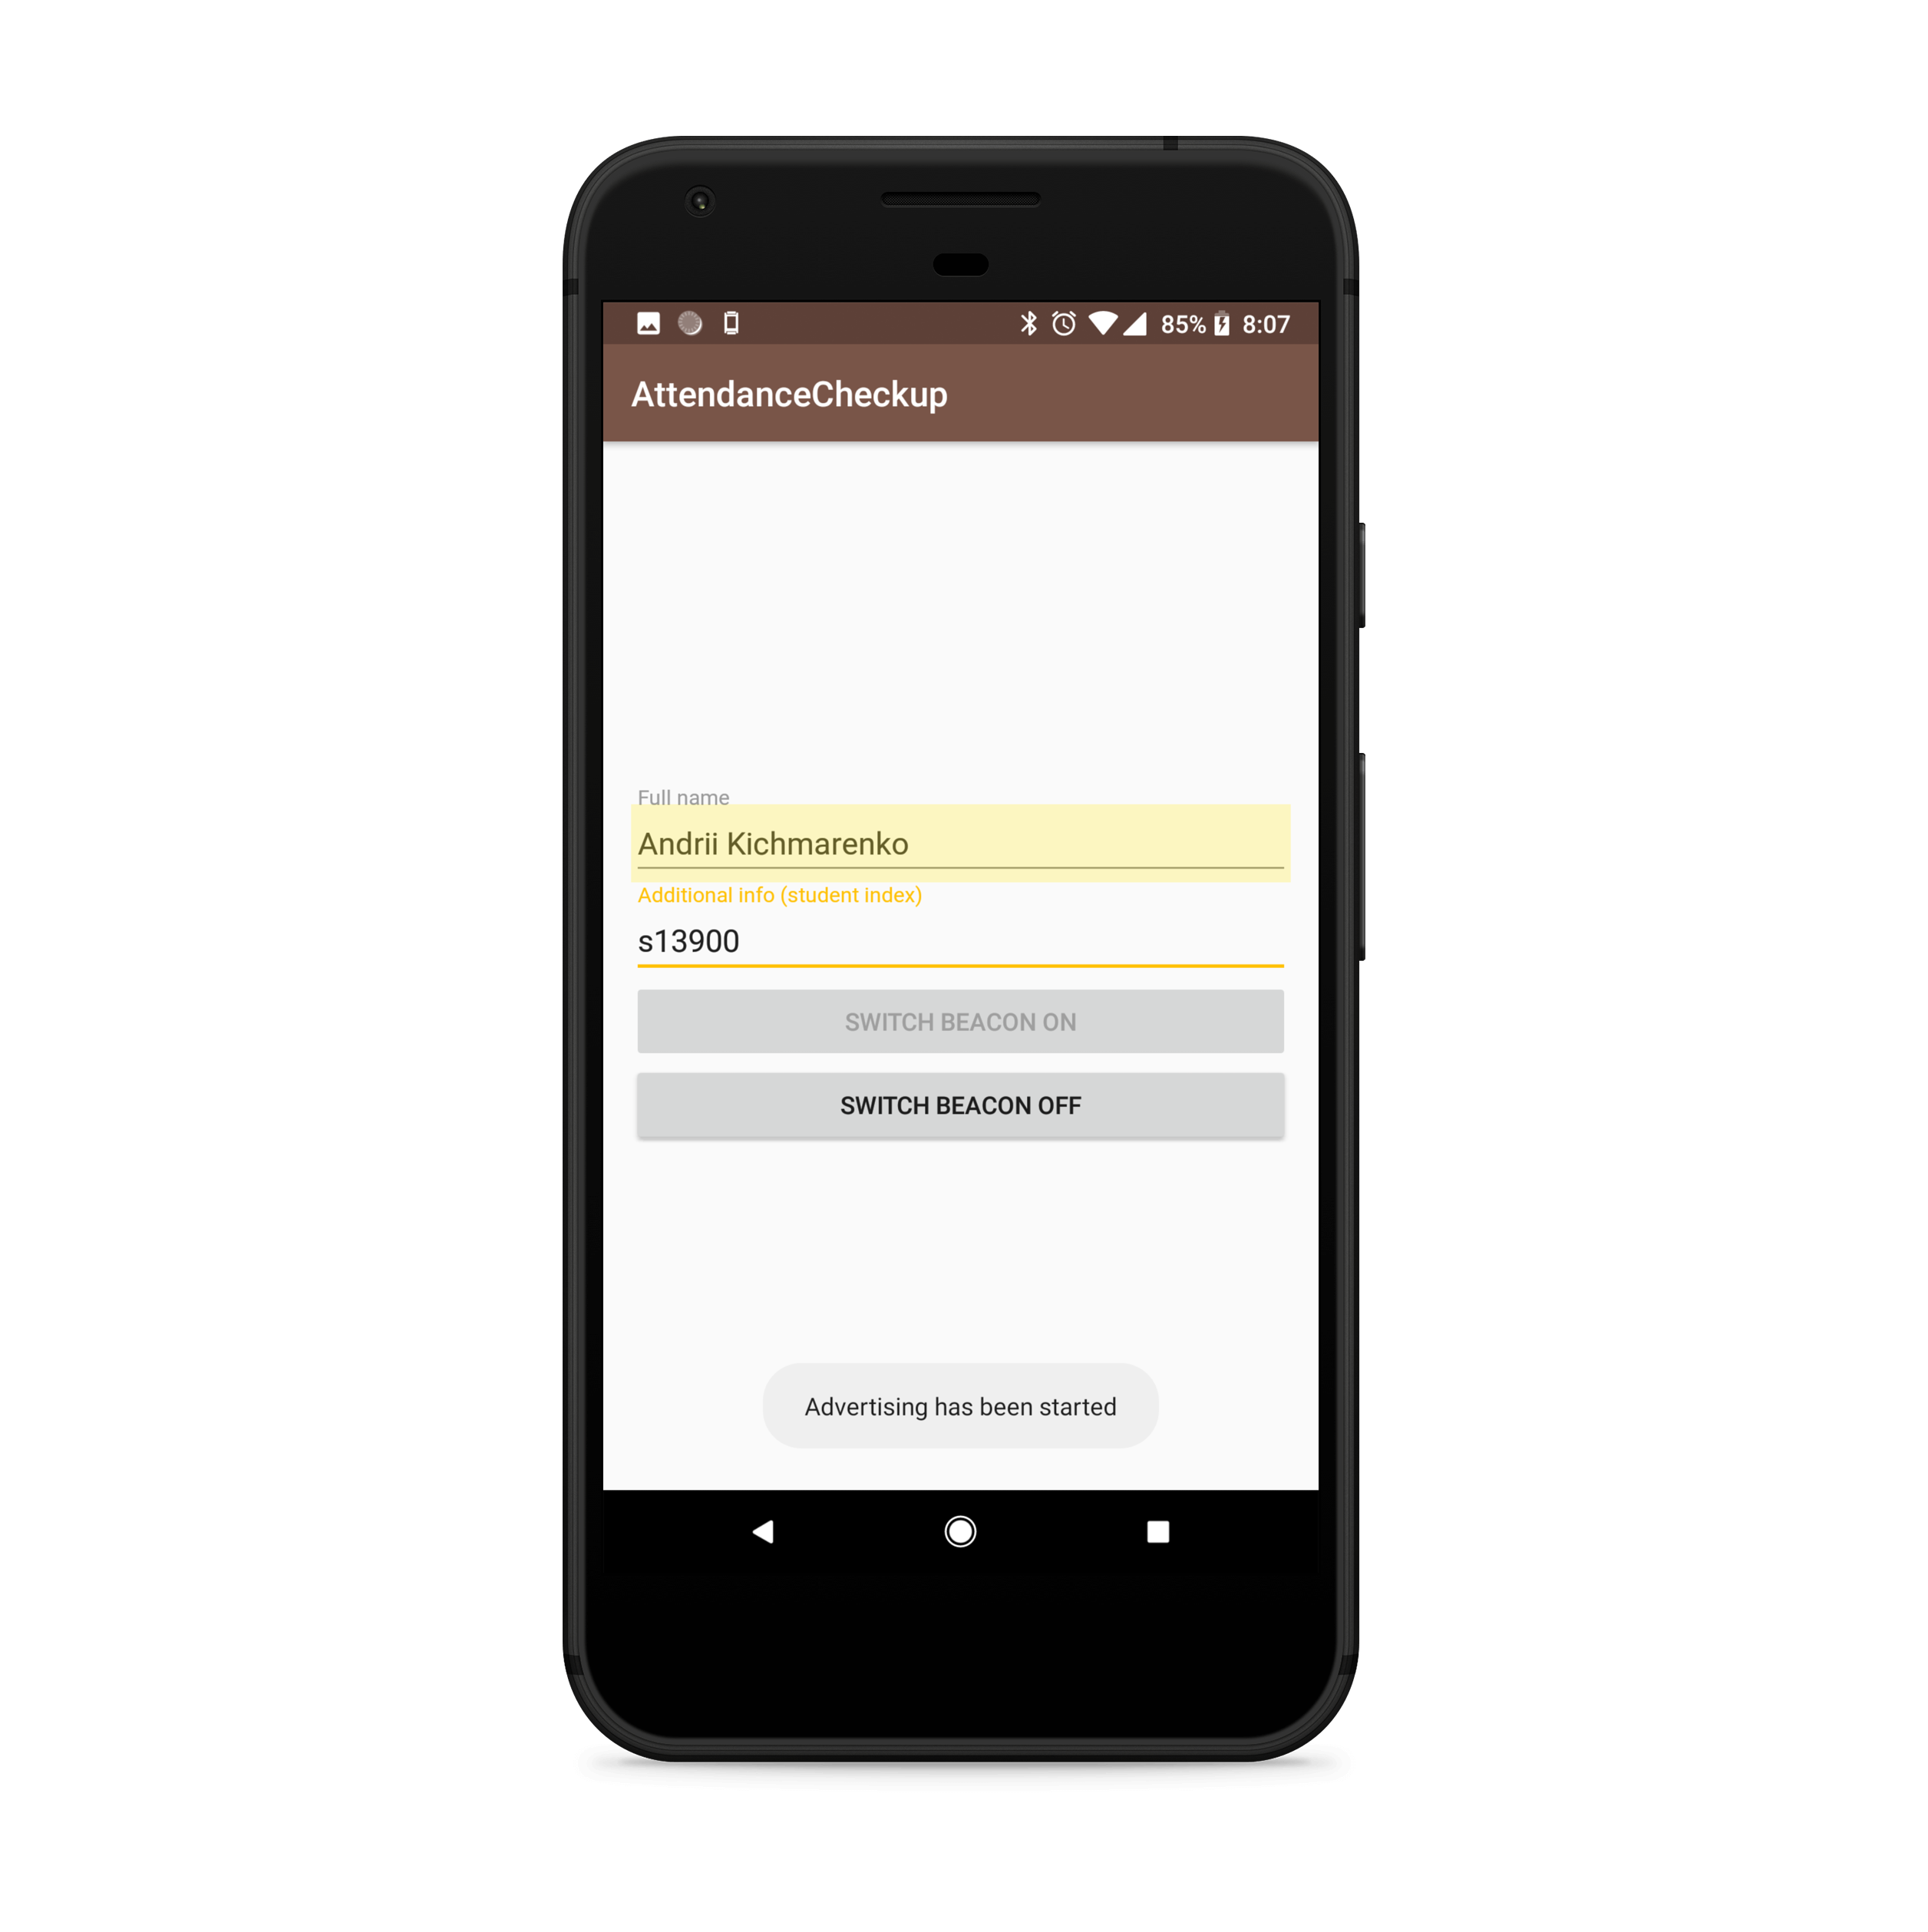 85% 8:07
AttendanceCheckup
Full name
Andrii Kichmarenko
Additional info (student index)
s13900
SWITCH BEACON ON
SWITCH BEACON OFF
Advertising has been started